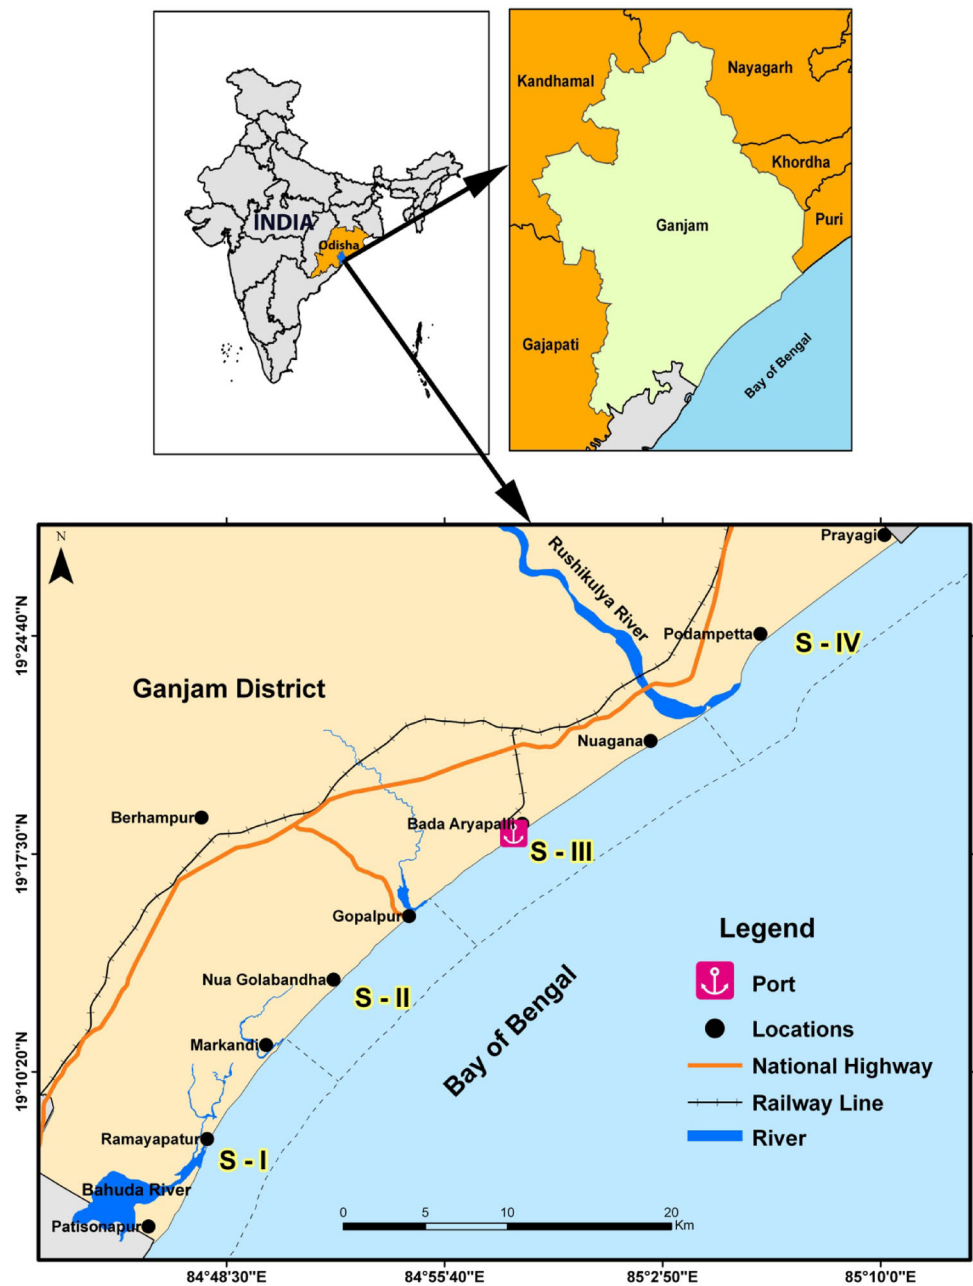 INDIA
Odisha
Kandhamal
Nayagarh
Khordha
Puri
Ganjam
Gajapati
Bay of Bengal
N
Prayagi
Rushikulya River
Podampetta
S - IV
19°24'40"N
Ganjam District
Nuagana
Berhampur
Bada Aryapalli
S - III
19°17'30"N
Gopalpur
Legend
Nua Golabandha
S - II
Port
Bay of Bengal
Locations
Markandi
National Highway
19°10'20"N
Railway Line
Ramayapatur
River
S - I
Bahuda River
Patisonapur
0 5 10 20
Km
84°48'30"E 84°55'40"E 85°2'50"E 85°10'0"E